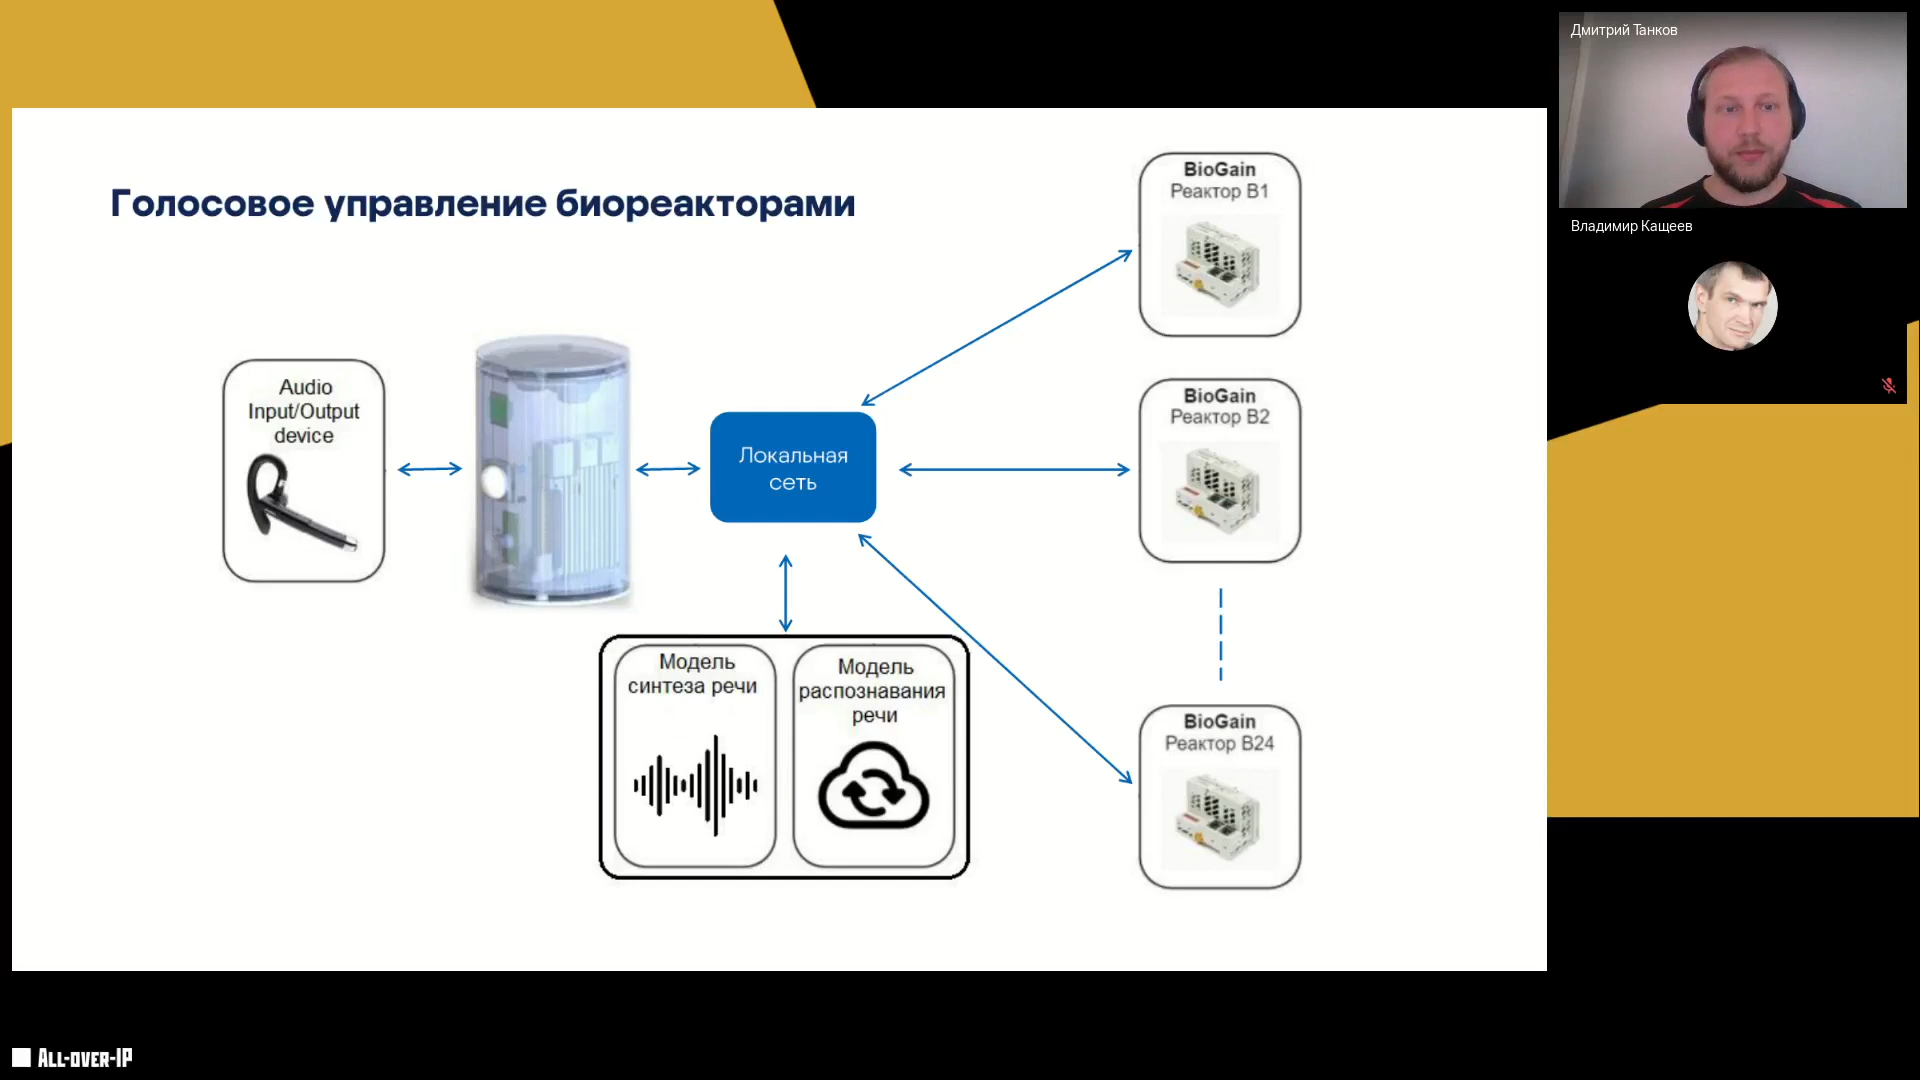 Дмитрий Танков
Владимир Кащеев
Голосовое управление биореакторами
BioGain
Реактор B1
Audio
Input/Output
device
Локальная
сеть
BioGain
Реактор B2
Модель
синтеза речи
Модель
распознавания
речи
BioGain
Реактор B24
ALL-OVER-IP